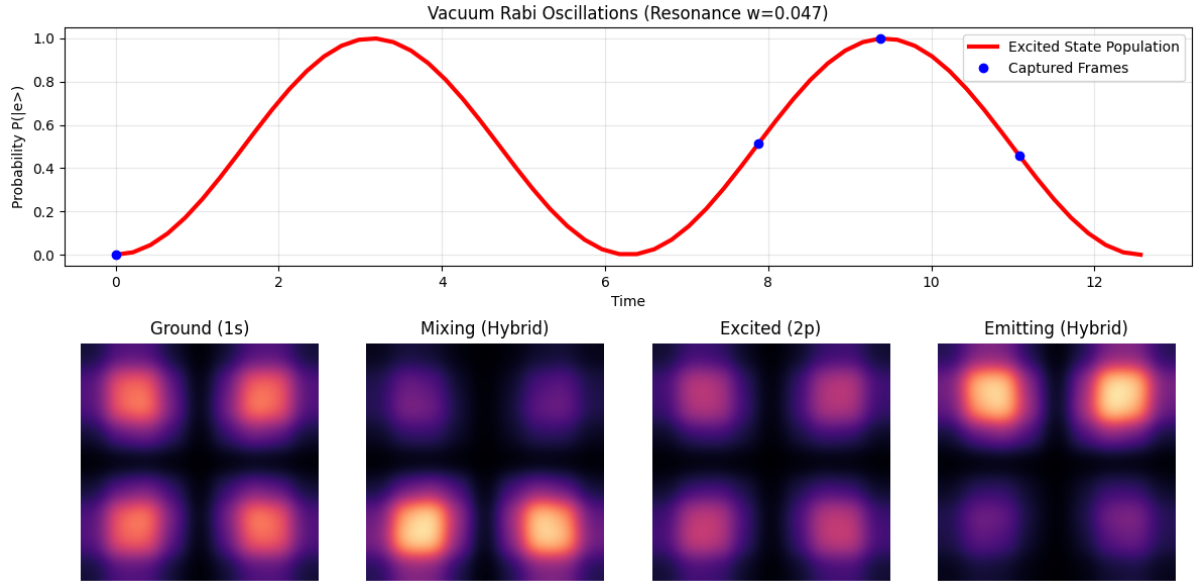 Vacuum Rabi Oscillations (Resonance w=0.047)
Probability P(|e>)
1.0
0.8
0.6
0.4
0.2
0.0
Excited State Population
Captured Frames
0 2 4 6 8 10 12
Time
Ground (1s) Mixing (Hybrid) Excited (2p) Emitting (Hybrid)